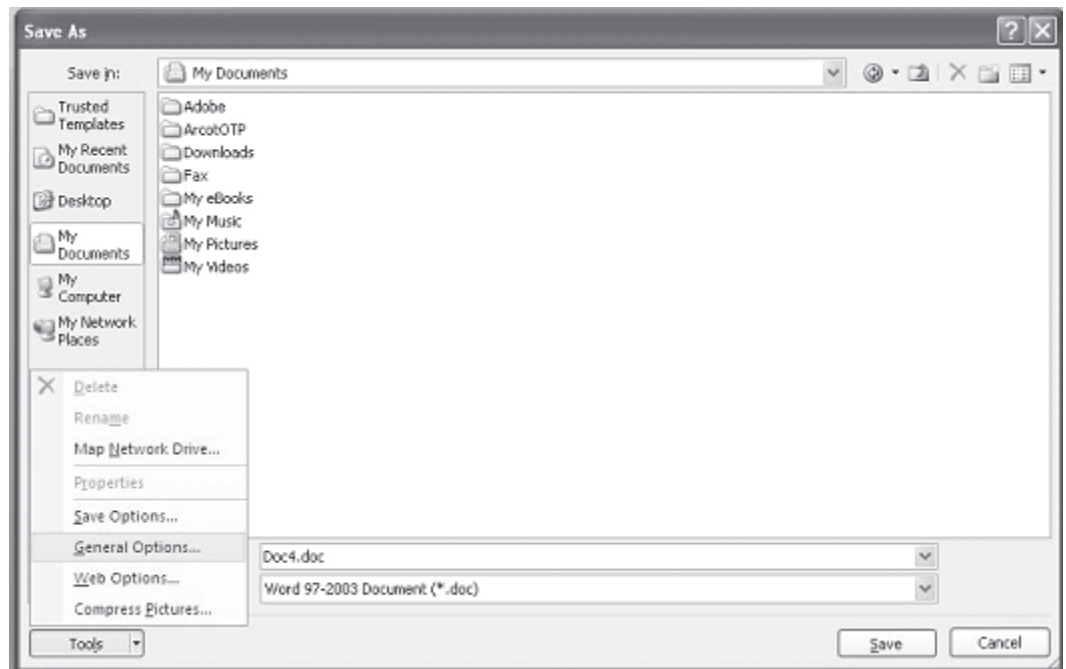 Save As
Save in:
My Documents
Trusted
Templates
My Recent
Documents
Desktop
My
Documents
My
Computer
My Network
Places
Adobe
ArcotOTP
Downloads
Fax
My eBooks
My Music
My Pictures
My Videos
Delete
Rename
Map Network Drive...
Properties
Save Options...
General Options...
Web Options...
Compress Pictures...
Doc4.doc
Word 97-2003 Document (*.doc)
Tools
Save
Cancel